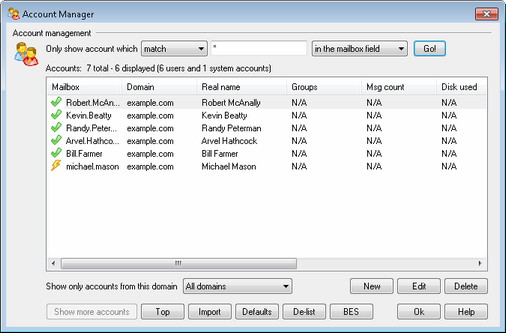 Account Manager
Account management
Only show account which match * in the mailbox field Go!
Accounts: 7 total - 6 displayed (6 users and 1 system accounts)
Mailbox Domain Real name Groups Msg count Disk used
Robert.McAn... example.com Robert McAnally N/A N/A N/A
Kevin.Beatty example.com Kevin Beatty N/A N/A N/A
Randy.Peter... example.com Randy Peterman N/A N/A N/A
Arvel.Hathco... example.com Arvel Hathcock N/A N/A N/A
Bill.Farmer example.com Bill Farmer N/A N/A N/A
michael.mason example.com Michael Mason N/A N/A N/A
Show only accounts from this domain All domains New Edit Delete
Show more accounts Top Import Defaults De-list BES Ok Help